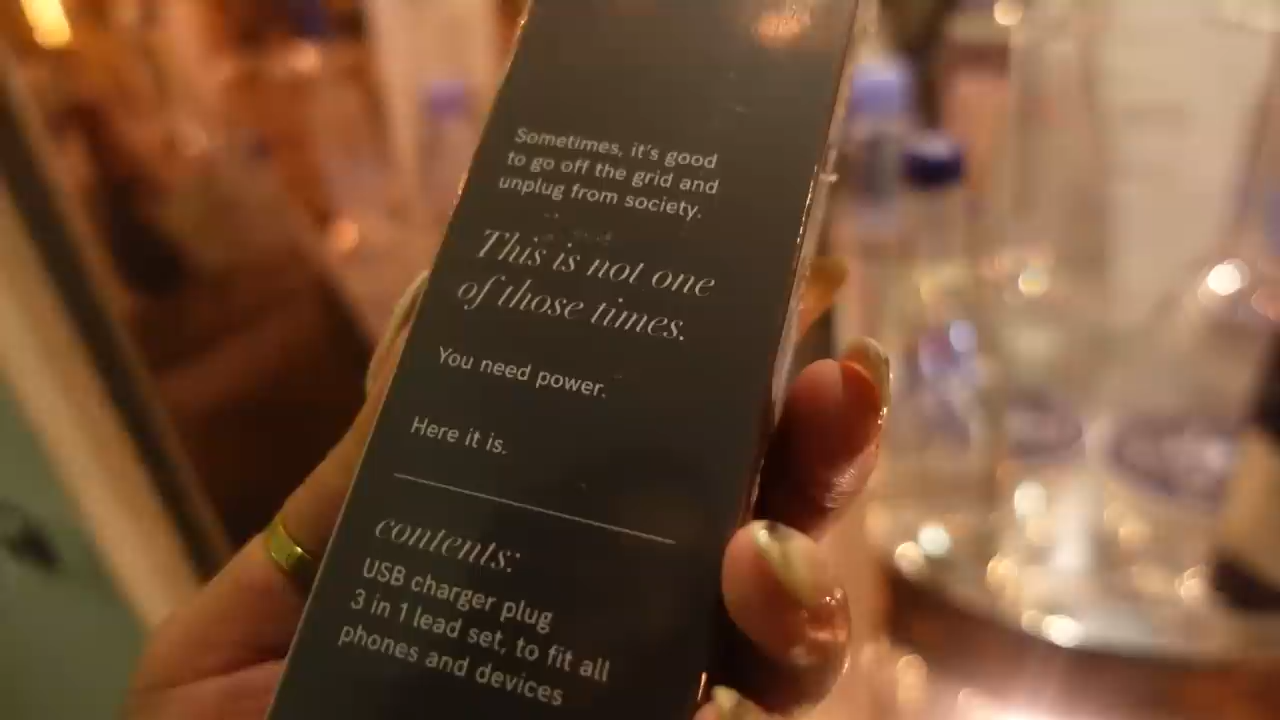 Sometimes, it's good
to go off the grid and
unplug from society.
This is not one
of those times.
You need power.
Here it is.
contents:
USB charger plug
3 in 1 lead set, to fit all
phones and devices